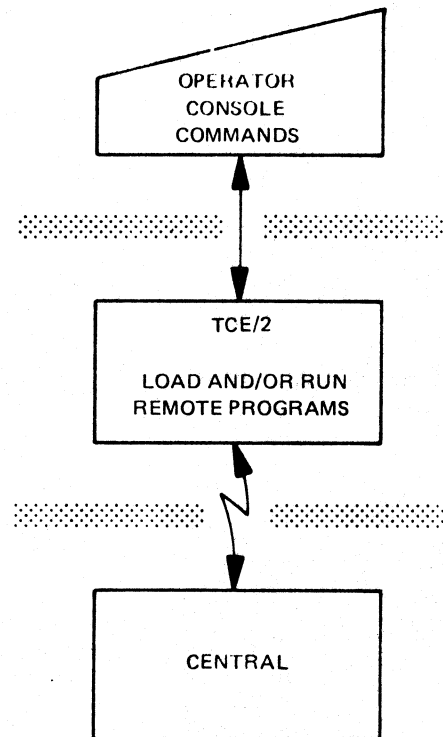 OPERATOR
CONSOLE
COMMANDS
TCE/2
LOAD AND/OR RUN
REMOTE PROGRAMS
CENTRAL